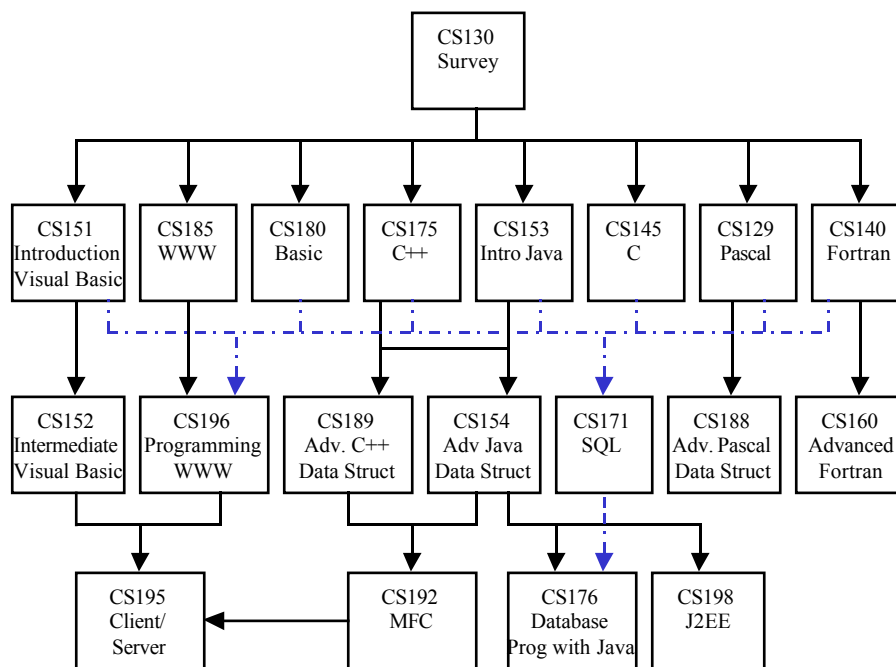 CS130
Survey
CS151
Introduction
Visual Basic
CS185
WWW
CS180
Basic
CS175
C++
CS153
Intro Java
CS145
C
CS129
Pascal
CS140
Fortran
CS152
Intermediate
Visual Basic
CS196
Programming
WWW
CS189
Adv. C++
Data Struct
CS154
Adv Java
Data Struct
CS171
SQL
CS188
Adv. Pascal
Data Struct
CS160
Advanced
Fortran
CS195
Client/
Server
CS192
MFC
CS176
Database
Prog with Java
CS198
J2EE